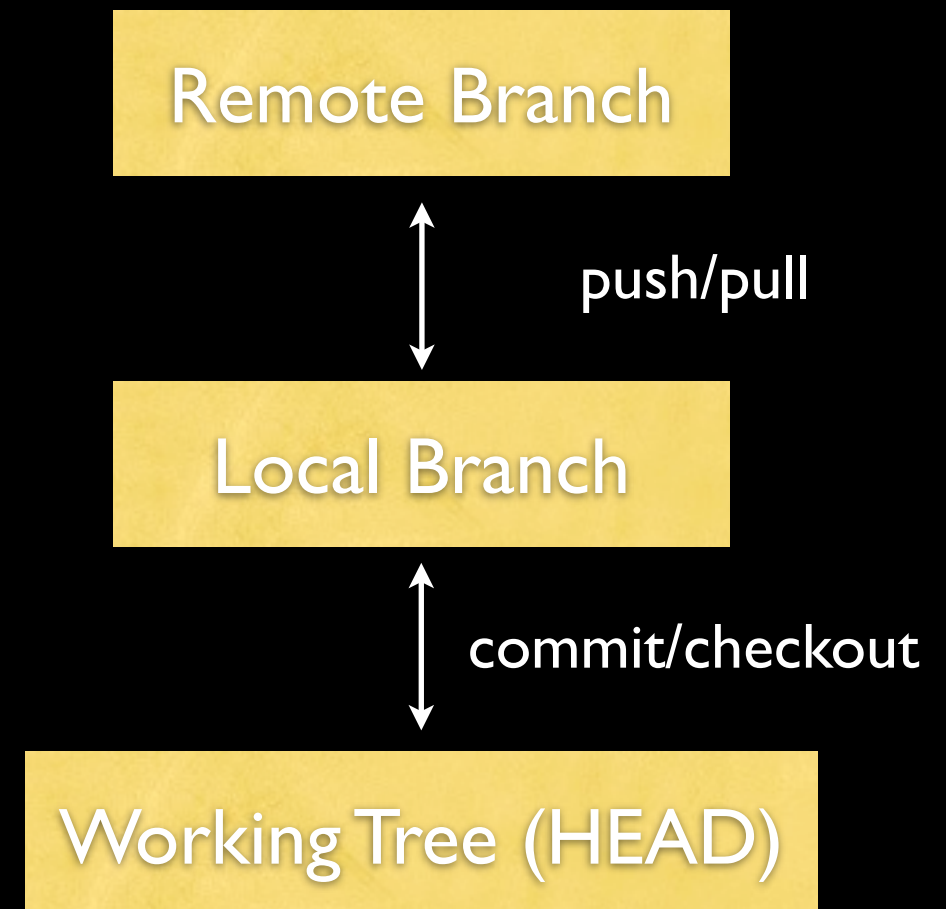 Remote Branch
push/pull
Local Branch
commit/checkout
Working Tree (HEAD)